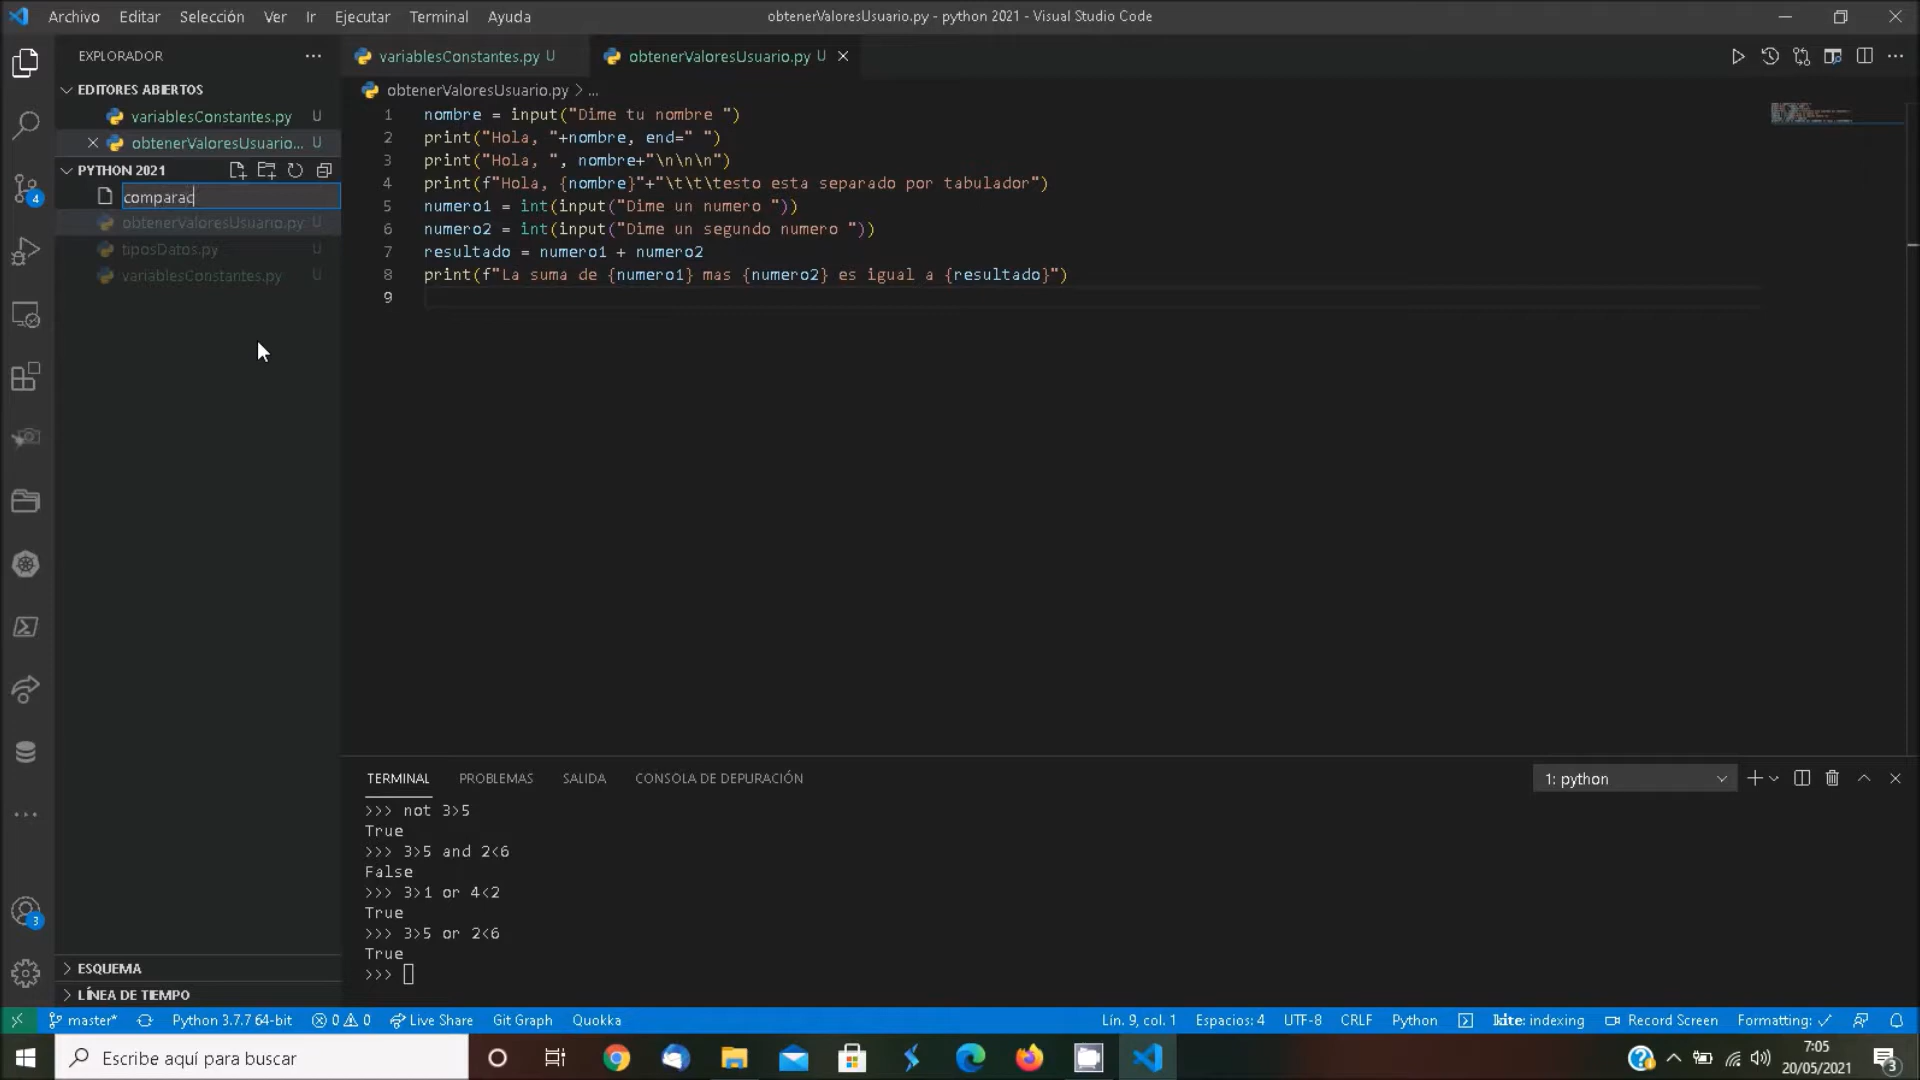 Archivo Editar Selección Ver Ir Ejecutar Terminal Ayuda
obtenerValoresUsuario.py - python 2021 - Visual Studio Code
EXPLORADOR
EDITORES ABIERTOS
variablesConstantes.py U
obtenerValoresUsuario... U
PYTHON 2021
comparac
obtenerValoresUsuario.py U
tiposDatos.py U
variablesConstantes.py U
4
3
ESQUEMA
LÍNEA DE TIEMPO
variablesConstantes.py U
obtenerValoresUsuario.py U
obtenerValoresUsuario.py > ...
1 nombre = input("Dime tu nombre ")
2 print("Hola, "+nombre, end=" ")
3 print("Hola, ", nombre+"\n\n\n")
4 print(f"Hola, {nombre}"+"\t\t\testo esta separado por tabulador")
5 numero1 = int(input("Dime un numero "))
6 numero2 = int(input("Dime un segundo numero "))
7 resultado = numero1 + numero2
8 print(f"La suma de {numero1} mas {numero2} es igual a {resultado}")
9
TERMINAL PROBLEMAS SALIDA CONSOLA DE DEPURACIÓN
1: python
>>> not 3>5
True
>>> 3>5 and 2<6
False
>>> 3>1 or 4<2
True
>>> 3>5 or 2<6
True
>>>
master* Python 3.7.7 64-bit 0 0 Live Share Git Graph Quokka
Lín. 9, col. 1 Espacios: 4 UTF-8 CRLF Python kite: indexing Record Screen Formatting: ✓
Escribe aquí para buscar
7:05
20/05/2021
3